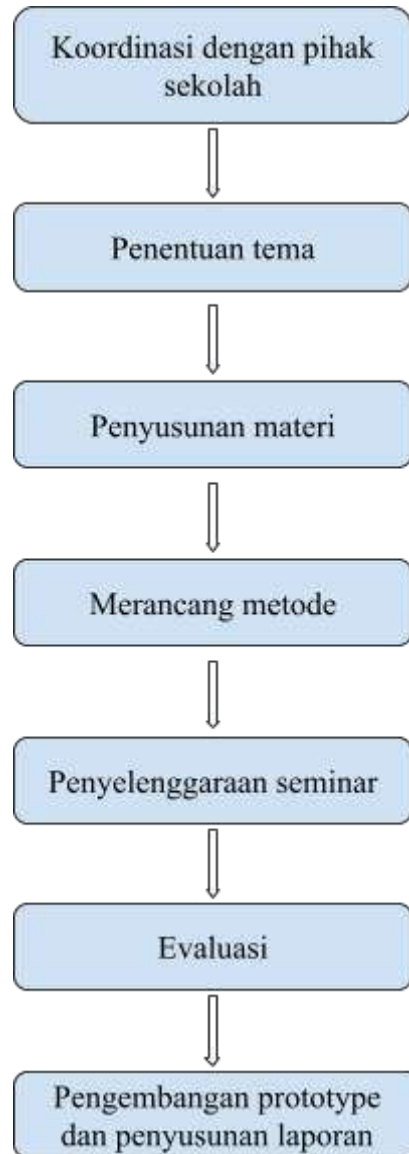 Koordinasi dengan pihak
sekolah
Penentuan tema
Penyusunan materi
Merancang metode
Penyelenggaraan seminar
Evaluasi
Pengembangan prototype
dan penyusunan laporan